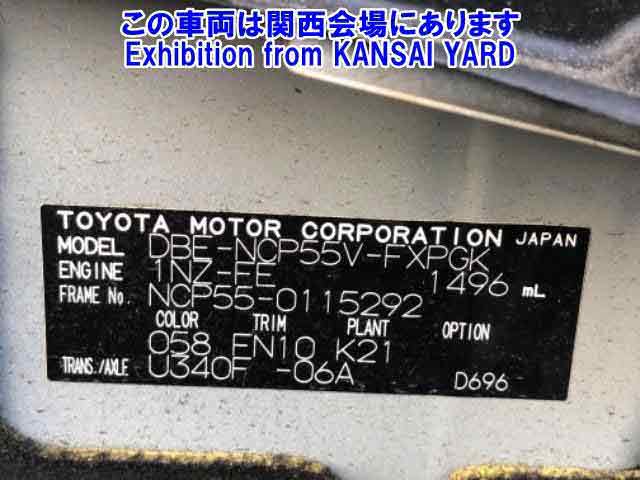 この車両は関西会場にあります
Exhibition from KANSAI YARD
TOYOTA MOTOR CORPORATION JAPAN
MODEL DBE-NCP55V-FXPGK
ENGINE 1NZ-FE 1496 mL
FRAME No. NCP55-0115292
COLOR TRIM PLANT OPTION
058 FN10 K21
TRANS./AXLE U340F -06A D696